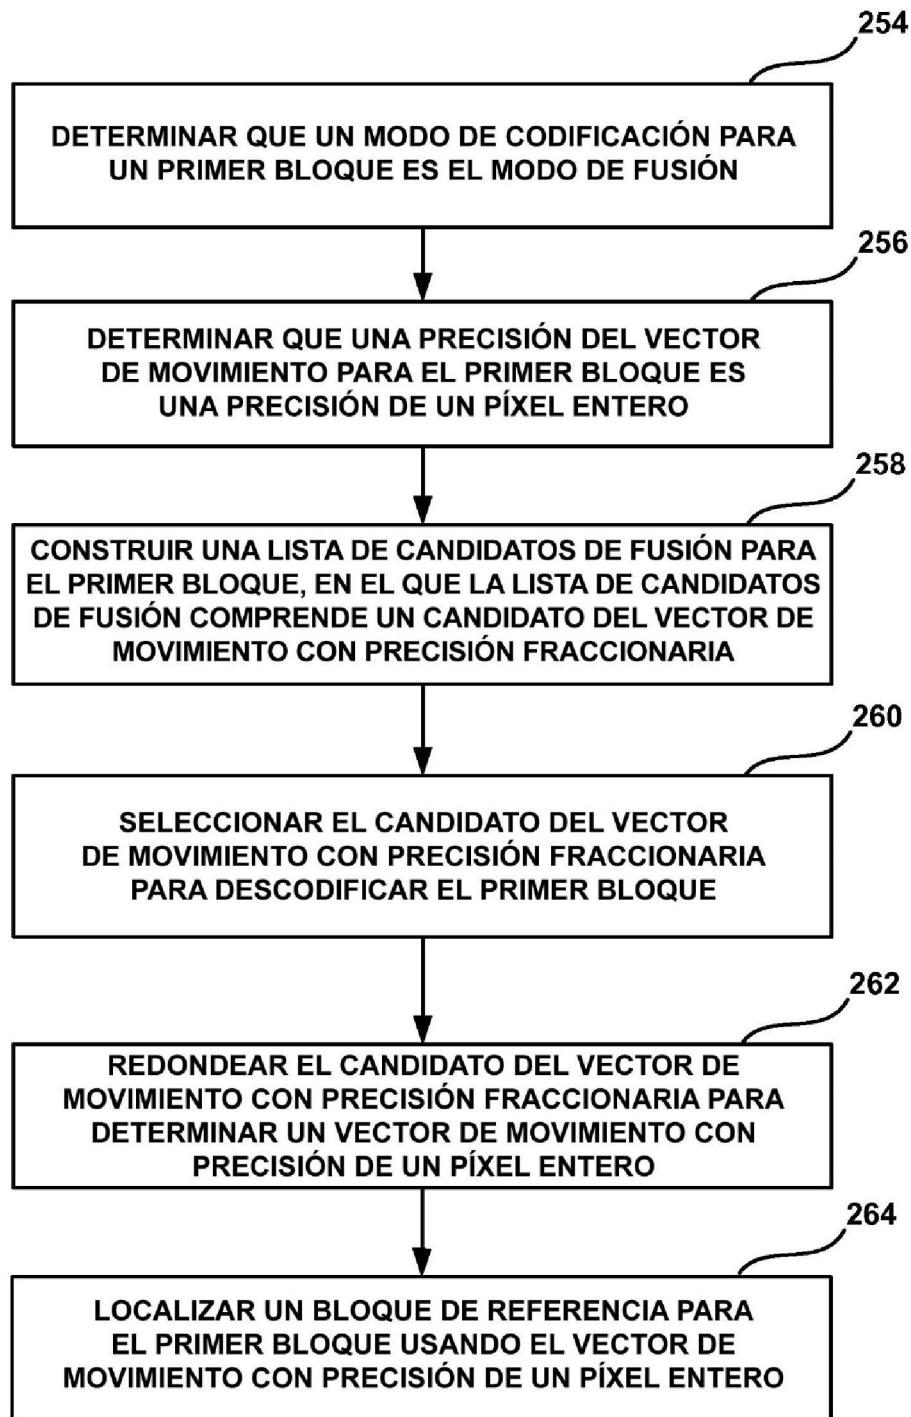 254
DETERMINAR QUE UN MODO DE CODIFICACIÓN PARA
UN PRIMER BLOQUE ES EL MODO DE FUSIÓN
256
DETERMINAR QUE UNA PRECISIÓN DEL VECTOR
DE MOVIMIENTO PARA EL PRIMER BLOQUE ES
UNA PRECISIÓN DE UN PÍXEL ENTERO
258
CONSTRUIR UNA LISTA DE CANDIDATOS DE FUSIÓN PARA
EL PRIMER BLOQUE, EN EL QUE LA LISTA DE CANDIDATOS
DE FUSIÓN COMPRENDE UN CANDIDATO DEL VECTOR DE
MOVIMIENTO CON PRECISIÓN FRACCIONARIA
260
SELECCIONAR EL CANDIDATO DEL VECTOR
DE MOVIMIENTO CON PRECISIÓN FRACCIONARIA
PARA DESCODIFICAR EL PRIMER BLOQUE
262
REDONDEAR EL CANDIDATO DEL VECTOR DE
MOVIMIENTO CON PRECISIÓN FRACCIONARIA PARA
DETERMINAR UN VECTOR DE MOVIMIENTO CON
PRECISIÓN DE UN PÍXEL ENTERO
264
LOCALIZAR UN BLOQUE DE REFERENCIA PARA
EL PRIMER BLOQUE USANDO EL VECTOR DE
MOVIMIENTO CON PRECISIÓN DE UN PÍXEL ENTERO